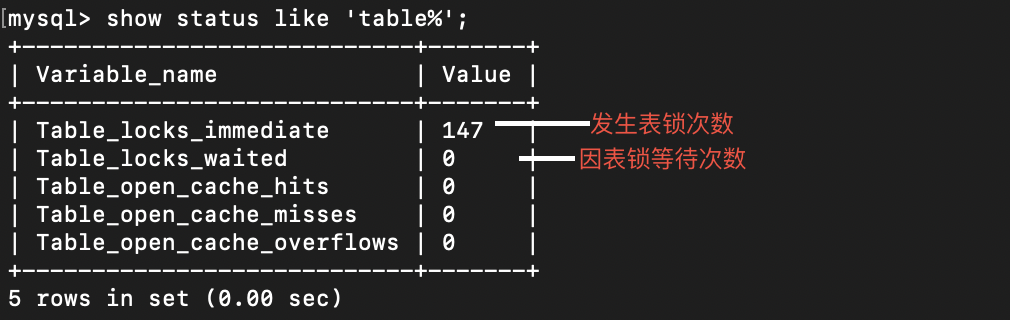 [mysql> show status like 'table%';
+----------------------------+-------+
| Variable_name              | Value |
+----------------------------+-------+
| Table_locks_immediate      | 147   | 发生表锁次数
| Table_locks_waited         | 0     | 因表锁等待次数
| Table_open_cache_hits      | 0     |
| Table_open_cache_misses    | 0     |
| Table_open_cache_overflows | 0     |
+----------------------------+-------+
5 rows in set (0.00 sec)